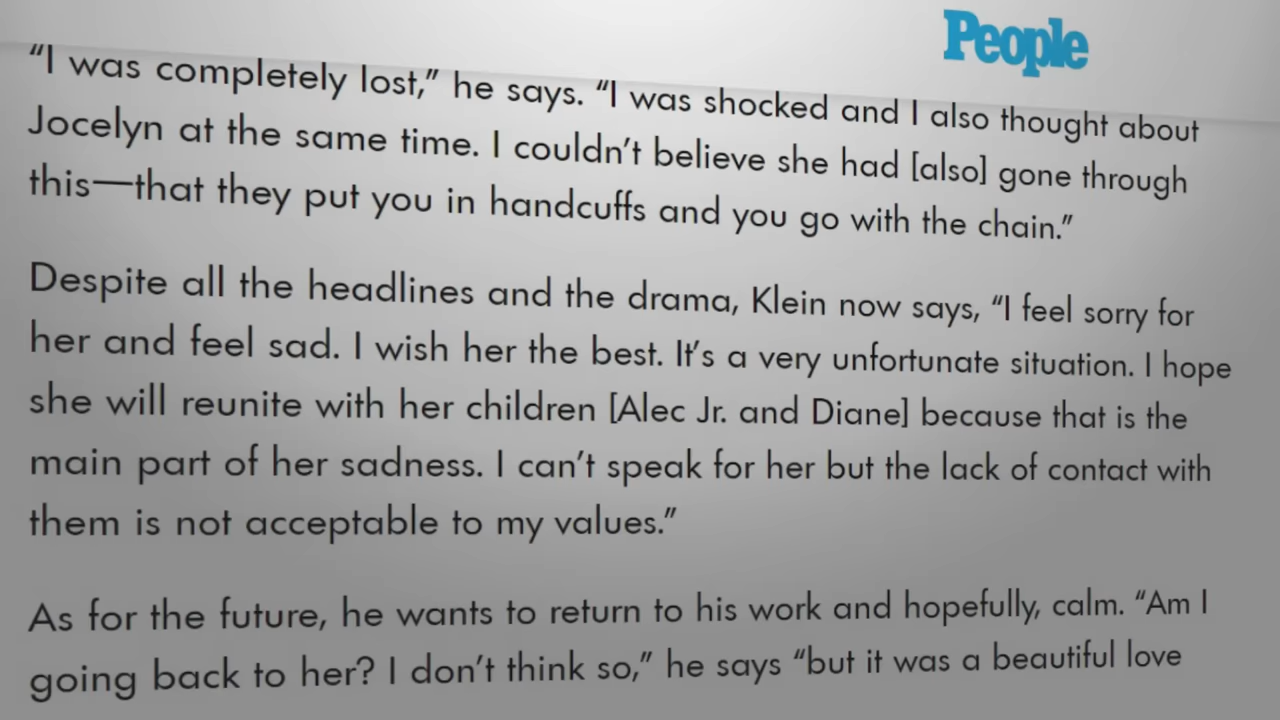 People
“I was completely lost,” he says. “I was shocked and I also thought about
Jocelyn at the same time. I couldn’t believe she had [also] gone through
this—that they put you in handcuffs and you go with the chain.”
Despite all the headlines and the drama, Klein now says, “I feel sorry for
her and feel sad. I wish her the best. It’s a very unfortunate situation. I hope
she will reunite with her children [Alec Jr. and Diane] because that is the
main part of her sadness. I can’t speak for her but the lack of contact with
them is not acceptable to my values.”
As for the future, he wants to return to his work and hopefully, calm. “Am I
going back to her? I don’t think so,” he says “but it was a beautiful love